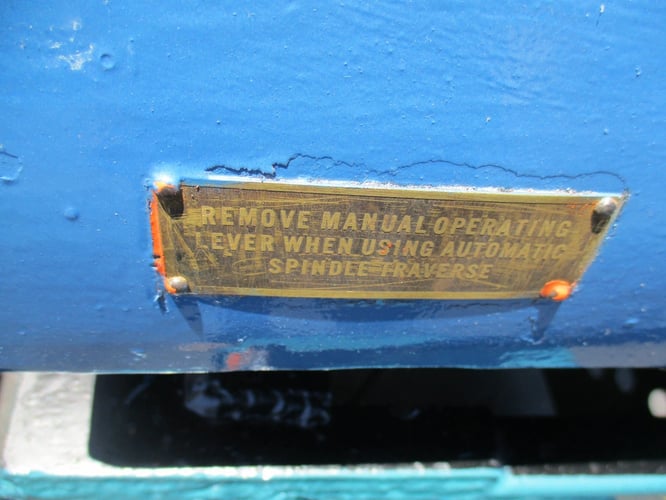 REMOVE MANUAL OPERATING
LEVER WHEN USING AUTOMATIC
SPINDLE TRAVERSE